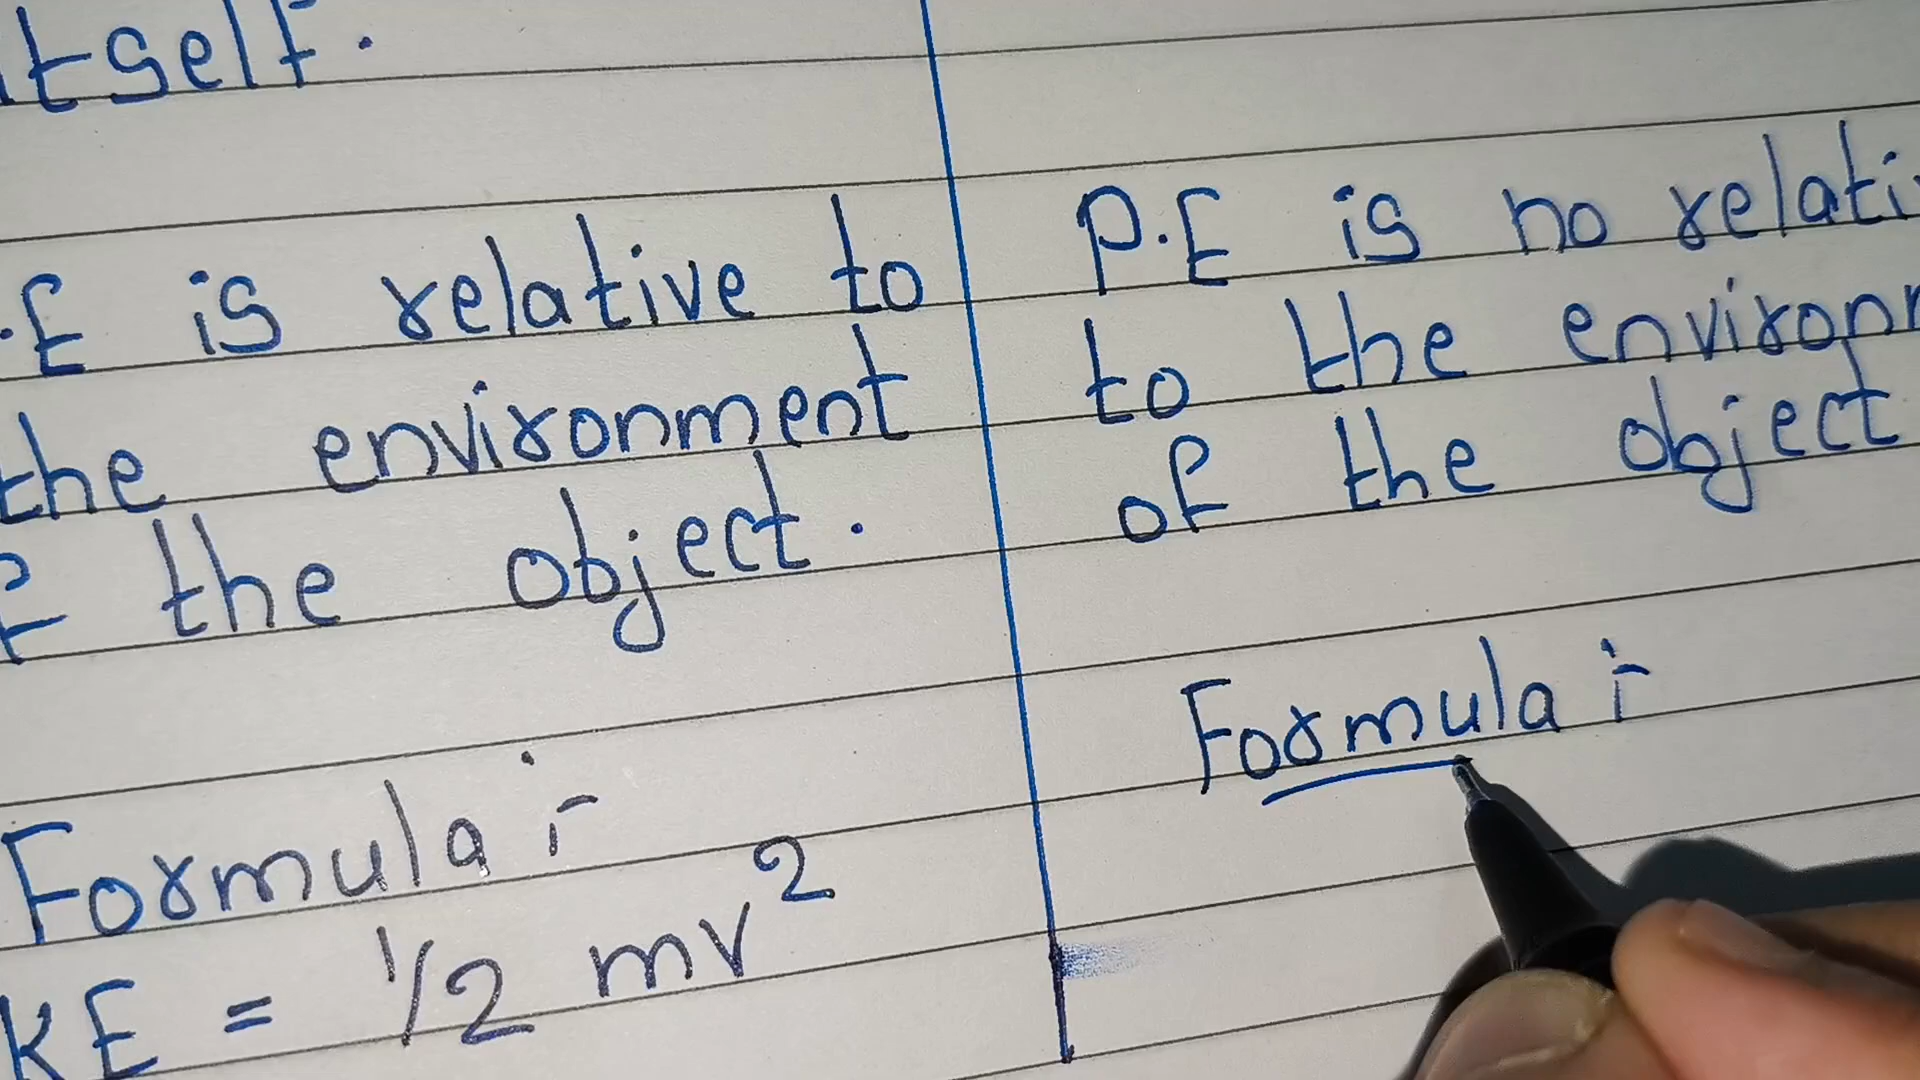 itself.
.E is relative to
the environment
f the object.
Formula :-
KE = 1/2 mv²
P.E is no relati
to the environm
of the object
Formula :-